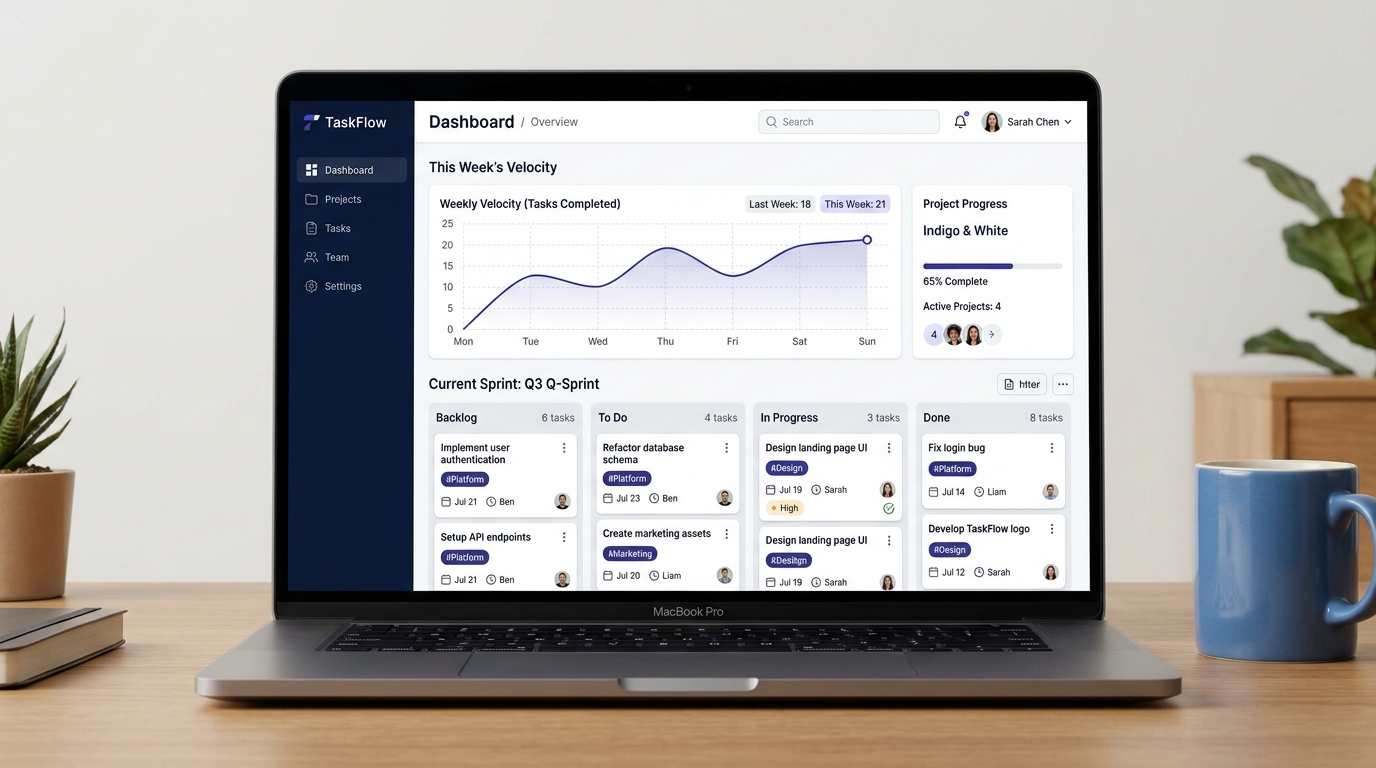 TaskFlow
Dashboard
Projects
Tasks
Team
Settings
Dashboard / Overview
Search
Sarah Chen
This Week's Velocity
Weekly Velocity (Tasks Completed)
Last Week: 18
This Week: 21
25
20
15
10
5
0
Mon Tue Wed Thu Fri Sat Sun
Project Progress
Indigo & White
65% Complete
Active Projects: 4
4
Current Sprint: Q3 Q-Sprint
Backlog
6 tasks
Implement user
authentication
Jul 21
Ben
Setup API endpoints
Jul 21
Ben
To Do
4 tasks
Refactor database
schema
#Platform
Jul 23
Ben
Create marketing assets
Jul 20
Liam
In Progress
3 tasks
Design landing page UI
#Design
Jul 19
Sarah
High
Design landing page UI
Jul 19
Sarah
Done
8 tasks
Fix login bug
#Platform
Jul 14
Liam
Develop TaskFlow logo
#Design
Jul 12
Sarah
MacBook Pro